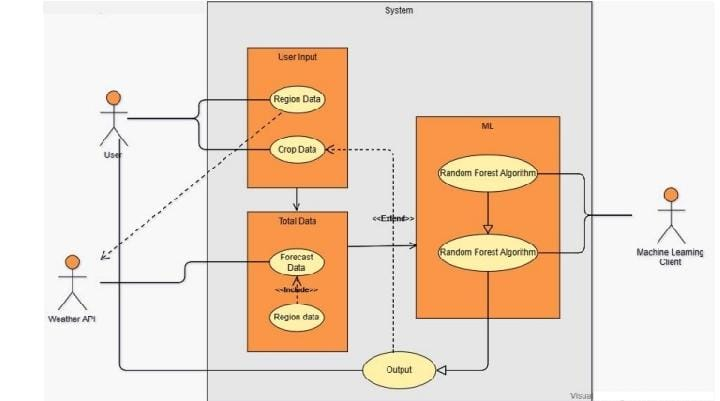 System
User Input
Region Data
Crop Data
User
ML
Random Forest Algorithm
Random Forest Algorithm
Machine Learning
Client
Total Data
<<Extend>>
Forecast
Data
<<Include>>
Region data
Weather API
Output
Visua